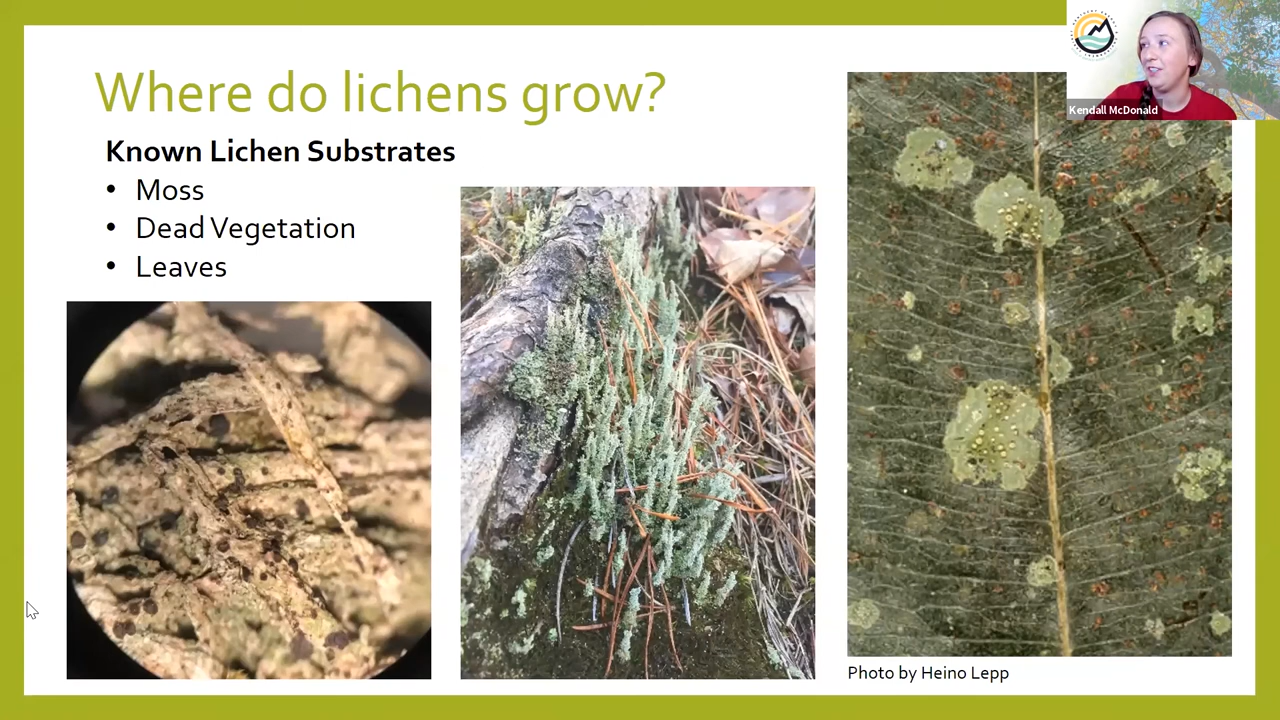 Where do lichens grow?
Known Lichen Substrates
• Moss
• Dead Vegetation
• Leaves
Kendall McDonald
Photo by Heino Lepp